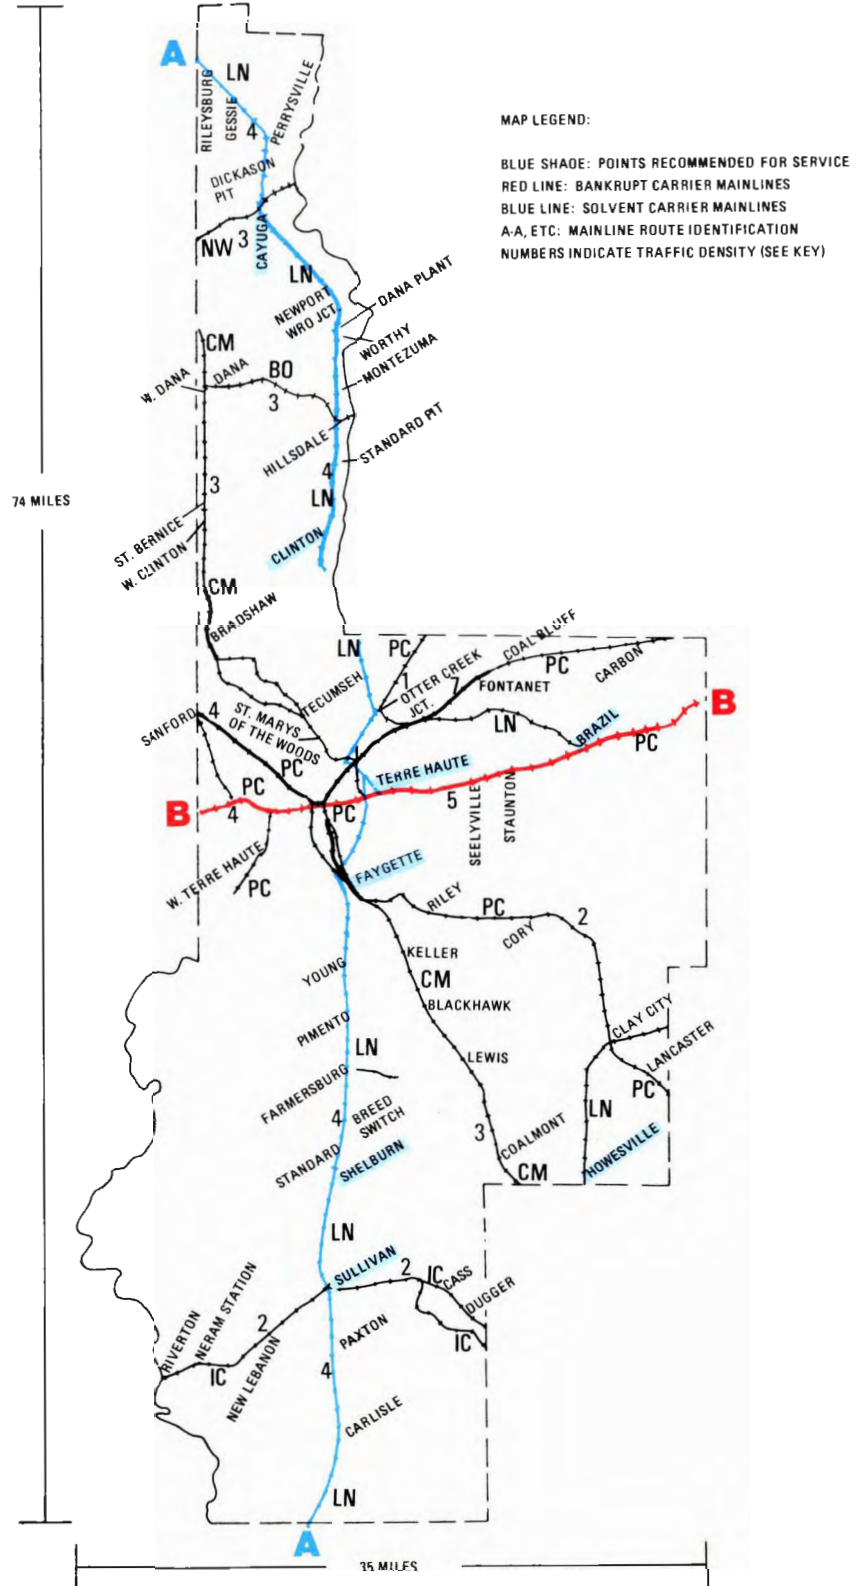 A
LN
RILEYSBURG
GESSIE
4
PERRYSVILLE
MAP LEGEND:
BLUE SHADE: POINTS RECOMMENDED FOR SERVICE
RED LINE: BANKRUPT CARRIER MAINLINES
BLUE LINE: SOLVENT CARRIER MAINLINES
A-A, ETC: MAINLINE ROUTE IDENTIFICATION
NUMBERS INDICATE TRAFFIC DENSITY (SEE KEY)
DICKASON
PIT
NW
3
CAYUGA
LN
NEWPORT
WRO JCT.
DANA PLANT
WORTHY
MONTEZUMA
CM
W. DANA
DANA
BO
3
HILLSDALE
STANDARD PIT
4
LN
3
74 MILES
ST. BERNICE
W. CLINTON
CLINTON
CM
BRADSHAW
LN
PC
1
OTTER CREEK
JCT.
COAL BLUFF
PC
CARBON
FONTANET
TECUMSEH
ST. MARYS
OF THE WOODS
SANFORD
4
PC
LN
BRAZIL
PC
B
TERRE HAUTE
PC
B
4
PC
5
SEELYVILLE
STAUNTON
W. TERRE HAUTE
PC
FAYGETTE
RILEY
PC
CORY
2
YOUNG
KELLER
CM
BLACKHAWK
PIMENTO
LN
LEWIS
CLAY CITY
LANCASTER
PC
FARMERSBURG
4
BREED
SWITCH
LN
3
COALMONT
STANDARD
SHELBURN
CM
HOWESVILLE
LN
SULLIVAN
2
IC
CASS
DUGGER
IC
RIVERTON
NERAM STATION
2
IC
NEW LEBANON
PAXTON
4
CARLISLE
LN
A
35 MILES